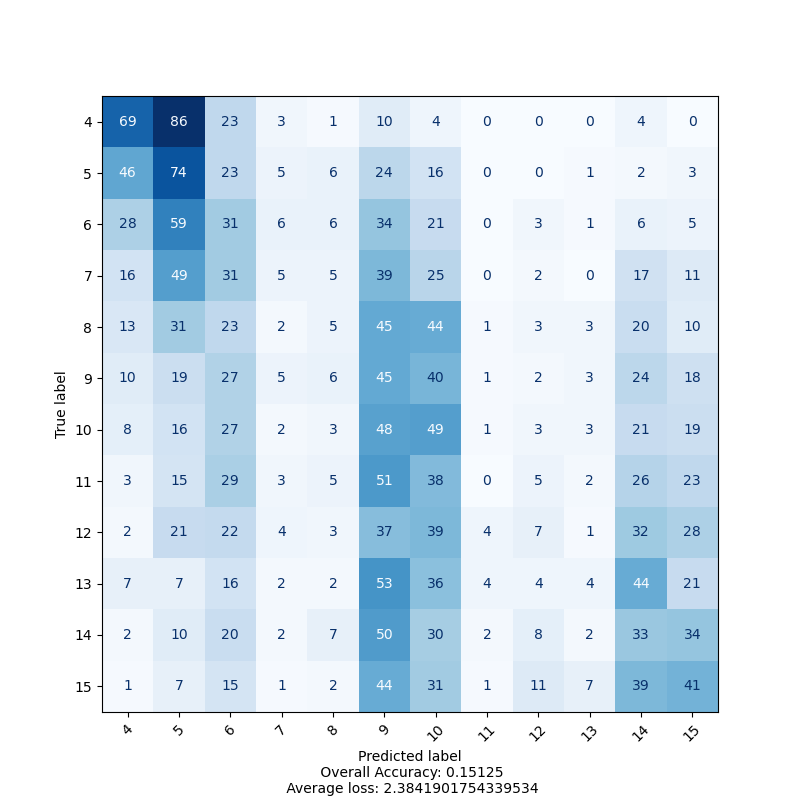 4 69 86 23 3 1 10 4 0 0 0 4 0
5 46 74 23 5 6 24 16 0 0 1 2 3
6 28 59 31 6 6 34 21 0 3 1 6 5
7 16 49 31 5 5 39 25 0 2 0 17 11
8 13 31 23 2 5 45 44 1 3 3 20 10
9 10 19 27 5 6 45 40 1 2 3 24 18
10 8 16 27 2 3 48 49 1 3 3 21 19
11 3 15 29 3 5 51 38 0 5 2 26 23
12 2 21 22 4 3 37 39 4 7 1 32 28
13 7 7 16 2 2 53 36 4 4 4 44 21
14 2 10 20 2 7 50 30 2 8 2 33 34
15 1 7 15 1 2 44 31 1 11 7 39 41
True label
4 5 6 7 8 9 10 11 12 13 14 15
Predicted label
Overall Accuracy: 0.15125
Average loss: 2.3841901754339534